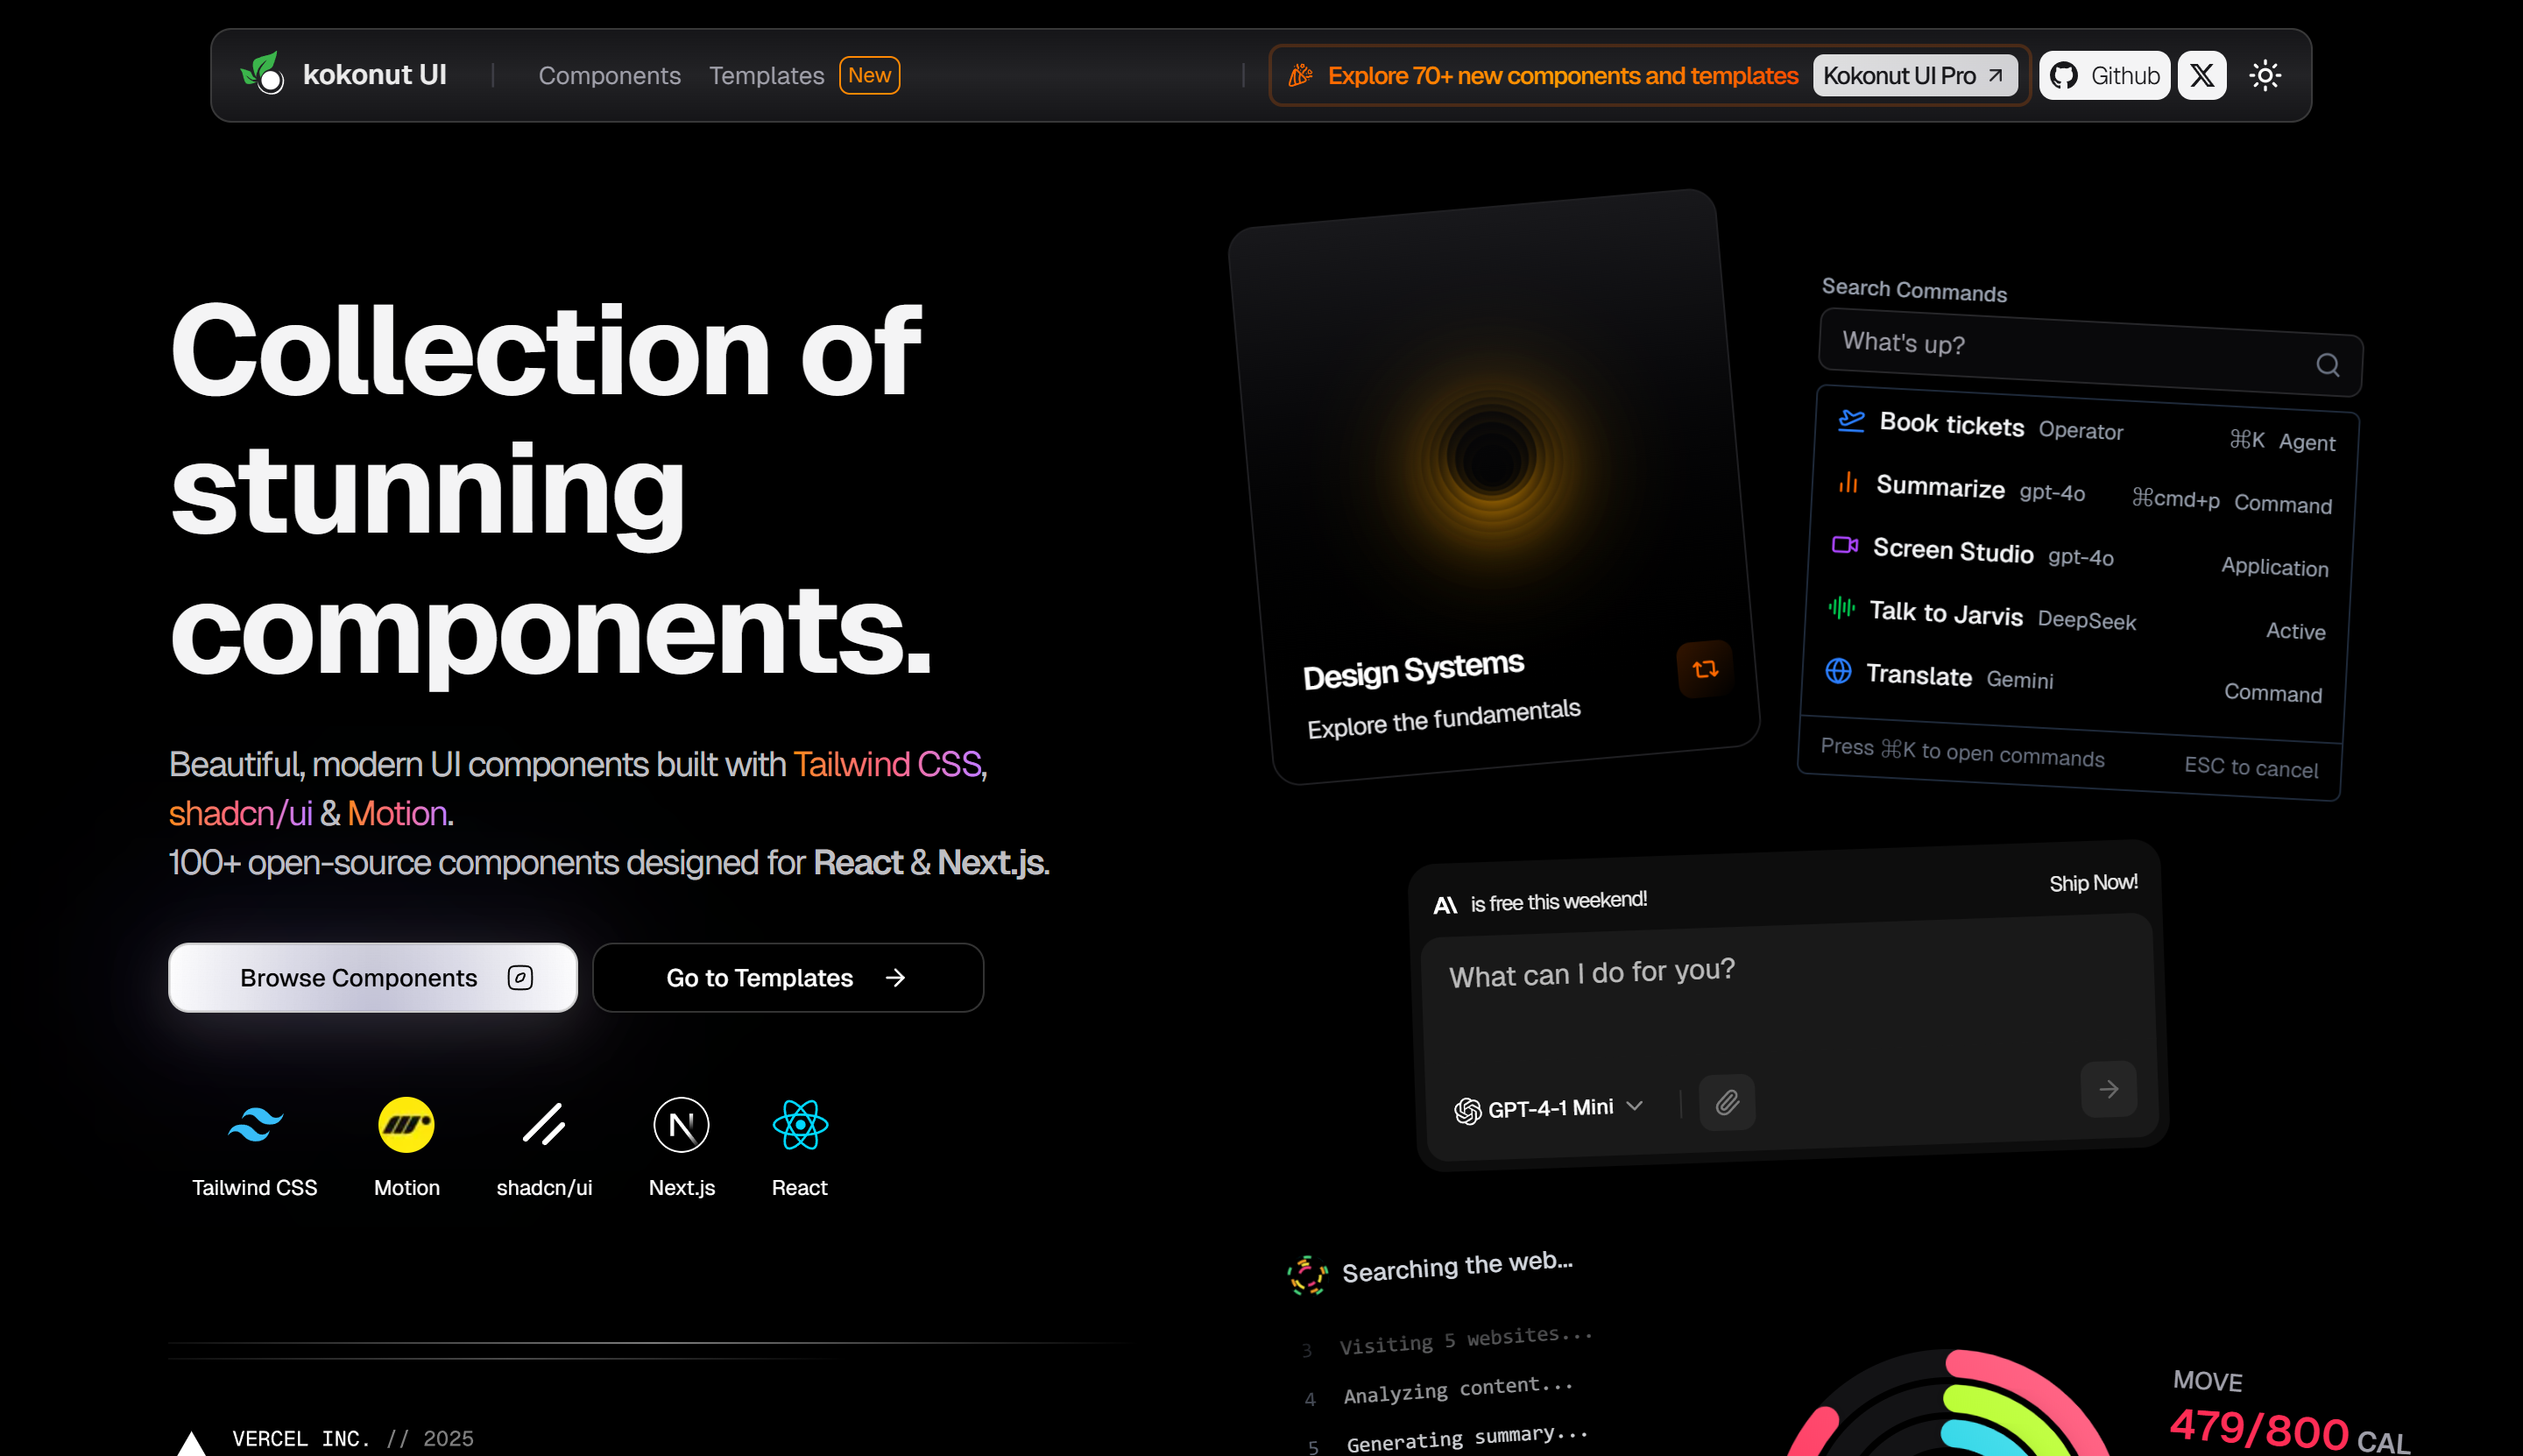 kokonut UI
Components
Templates
New
Explore 70+ new components and templates
Kokonut UI Pro
Github
Collection of
stunning
components.
Beautiful, modern UI components built with Tailwind CSS,
shadcn/ui & Motion.
100+ open-source components designed for React & Next.js.
Browse Components
Go to Templates
Tailwind CSS
Motion
shadcn/ui
Next.js
React
VERCEL INC. // 2025
Design Systems
Explore the fundamentals
Search Commands
What's up?
Book tickets Operator ⌘K Agent
Summarize gpt-4o ⌘cmd+p Command
Screen Studio gpt-4o Application
Talk to Jarvis DeepSeek Active
Translate Gemini Command
Press ⌘K to open commands ESC to cancel
is free this weekend!
Ship Now!
What can I do for you?
GPT-4-1 Mini
Searching the web...
3 Visiting 5 websites...
4 Analyzing content...
5 Generating summary...
MOVE
479/800 CAL